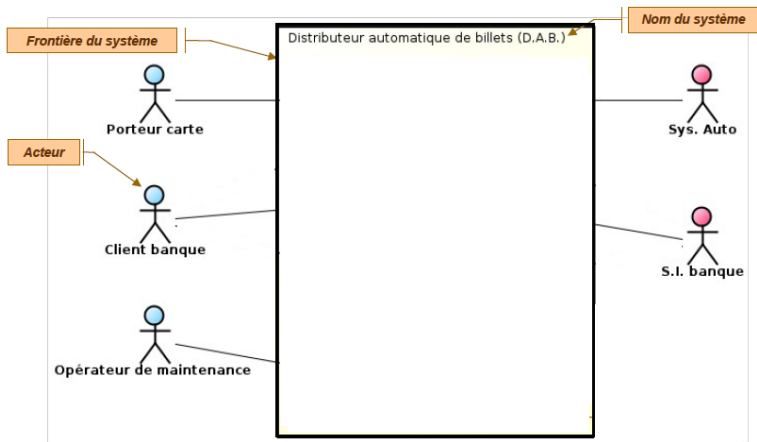 Nom du système
Frontière du système
Distributeur automatique de billets (D.A.B.)
Porteur carte
Sys. Auto
Acteur
Client banque
S.I. banque
Opérateur de maintenance